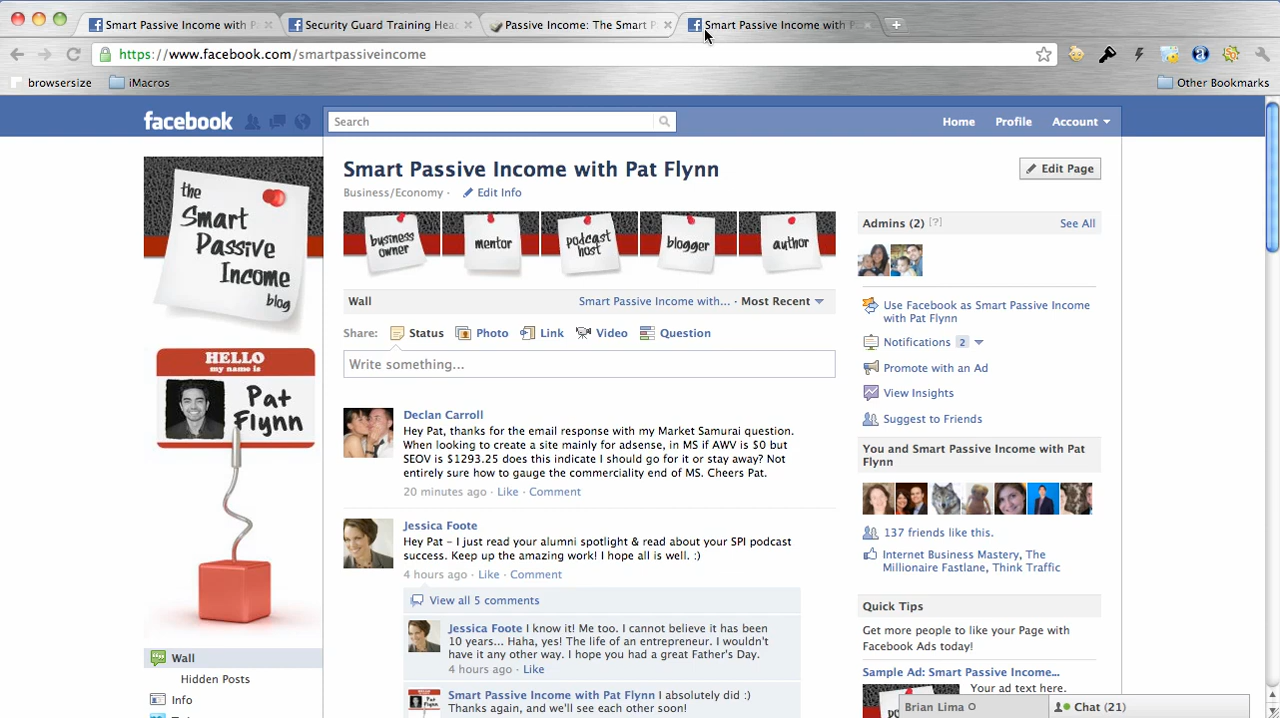 Smart Passive Income with P
Security Guard Training Hea
Passive Income: The Smart P
Smart Passive Income with P
https://www.facebook.com/smartpassiveincome
browsersize
iMacros
Other Bookmarks
facebook
Search
Home
Profile
Account
the
Smart
Passive
Income
blog
HELLO
my name is
Pat
Flynn
Wall
Hidden Posts
Info
Smart Passive Income with Pat Flynn
Business/Economy · Edit Info
business
owner
mentor
podcast
host
blogger
author
Wall
Smart Passive Income with... · Most Recent
Share: Status Photo Link Video Question
Write something...
Declan Carroll
Hey Pat, thanks for the email response with my Market Samurai question.
When looking to create a site mainly for adsense, in MS if AWV is $0 but
SEOV is $1293.25 does this indicate I should go for it or stay away? Not
entirely sure how to gauge the commerciality end of MS. Cheers Pat.
20 minutes ago · Like · Comment
Jessica Foote
Hey Pat – I just read your alumni spotlight & read about your SPI podcast
success. Keep up the amazing work! I hope all is well. :)
4 hours ago · Like · Comment
View all 5 comments
Jessica Foote I know it! Me too. I cannot believe it has been
10 years... Haha, yes! The life of an entrepreneur. I wouldn't
have it any other way. I hope you had a great Father's Day.
4 hours ago · Like
Smart Passive Income with Pat Flynn I absolutely did :)
Thanks again, and we'll see each other soon!
Edit Page
Admins (2) [?]
See All
Use Facebook as Smart Passive Income
with Pat Flynn
Notifications 2
Promote with an Ad
View Insights
Suggest to Friends
You and Smart Passive Income with Pat
Flynn
137 friends like this.
Internet Business Mastery, The
Millionaire Fastlane, Think Traffic
Quick Tips
Get more people to like your Page with
Facebook Ads today!
Sample Ad: Smart Passive Income...
Your ad text here.
Brian Lima
Chat (21)